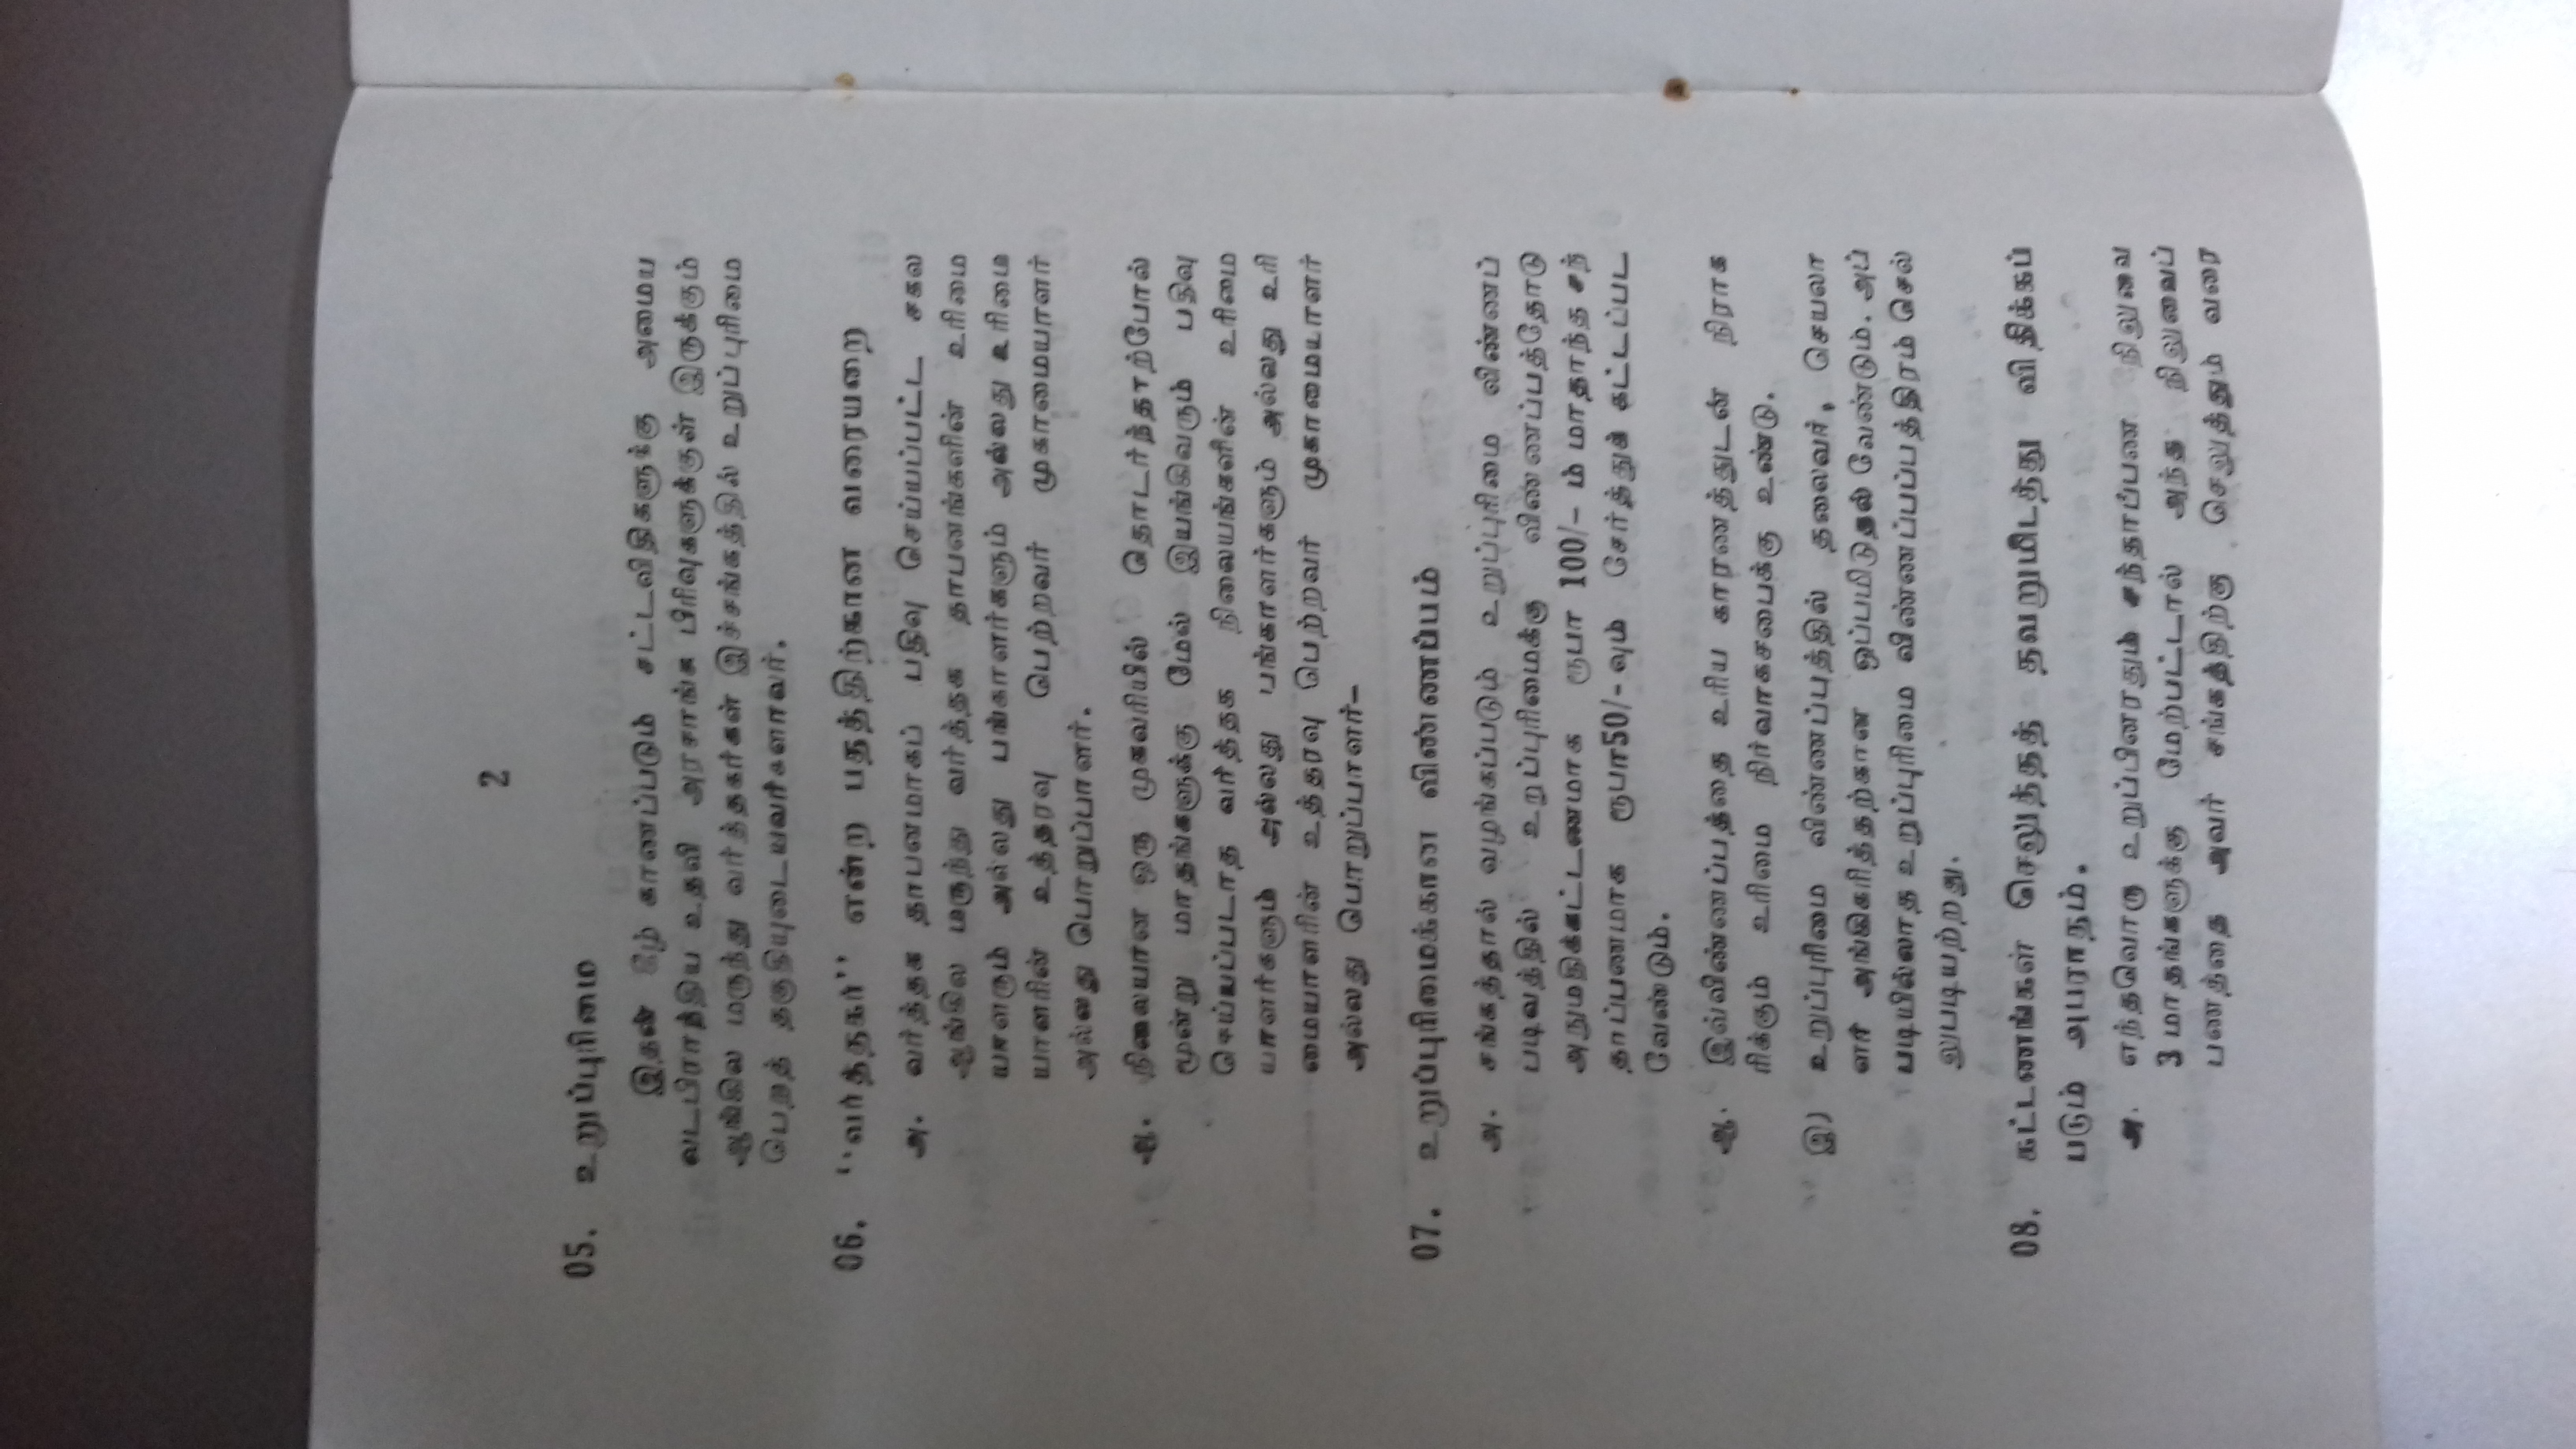 2
05. உறுப்புரிமை
இதன் கீழ் காணப்படும் சட்டவிதிகளுக்கு அமைய
வடபிராந்திய உதவி அரசாங்க பிரிவுகளுக்குள் இருக்கும்
ஆங்கில மருந்து வர்த்தகர்கள் இச்சங்கத்தில் உறுப்புரிமை
பெறத் தகுதியுடையவர்களாவர்.
06. ‘‘வர்த்தகர்’’ என்ற பதத்திற்கான வரையறை
அ. வர்த்தக தாபனமாகப் பதிவு செய்யப்பட்ட சகல
ஆங்கில மருந்து வர்த்தக தாபனங்களின் உரிமை
யாளரும் அல்லது பங்காளர்களும் அல்லது உரிமை
யாளரின் உத்தரவு பெற்றவர் முகாமையாளர்
அல்லது பொறுப்பாளர்.
ஆ. நிலையான ஒரு முகவரியில் தொடர்ந்தாற்போல்
மூன்று மாதங்களுக்கு மேல் இயங்கிவரும் பதிவு
செய்யப்படாத வர்த்தக நிலையங்களின் உரிமை
யாளர்களும் அல்லது பங்காளர்களும் அல்லது உரி
மையாளரின் உத்தரவு பெற்றவர் முகாமையாளர்
அல்லது பொறுப்பாளர்–
07. உறுப்புரிமைக்கான விண்ணப்பம்
அ. சங்கத்தால் வழங்கப்படும் உறுப்புரிமை விண்ணப்
படிவத்தில் உறப்புரிமைக்கு விண்ணப்பத்தோடு
அநுமதிக்கட்டணமாக ரூபா 100/– ம் மாதாந்த சந்
தாப்பணமாக ரூபா50/- வும் சேர்த்துக் கட்டப்பட
வேண்டும்.
ஆ. இவ்விண்ணப்பத்தை உரிய காரணத்துடன் நிராக
ரிக்கும் உரிமை நிர்வாகசபைக்கு உண்டு.
இ) உறுப்புரிமை விண்ணப்பத்தில் தலைவர், செயலா
ளர் அங்கிகரித்தற்கான ஒப்பமிடுதல் வேண்டும். அப்
படியில்லாத உறுப்புரிமை விண்ணப்பப்பத்திரம் செல்
லுபடியற்றது.
08. கட்டணங்கள் செலுத்தத் தவறுமிடத்து விதிக்கப்
படும் அபராதம்.
அ. எந்தவொரு உறுப்பினரதும் சந்தாப்பண நிலுவை
3 மாதங்களுக்கு மேற்பட்டால் அந்த நிலுவைப்
பணத்தை அவர் சங்கத்திற்கு செலுத்தும் வரை